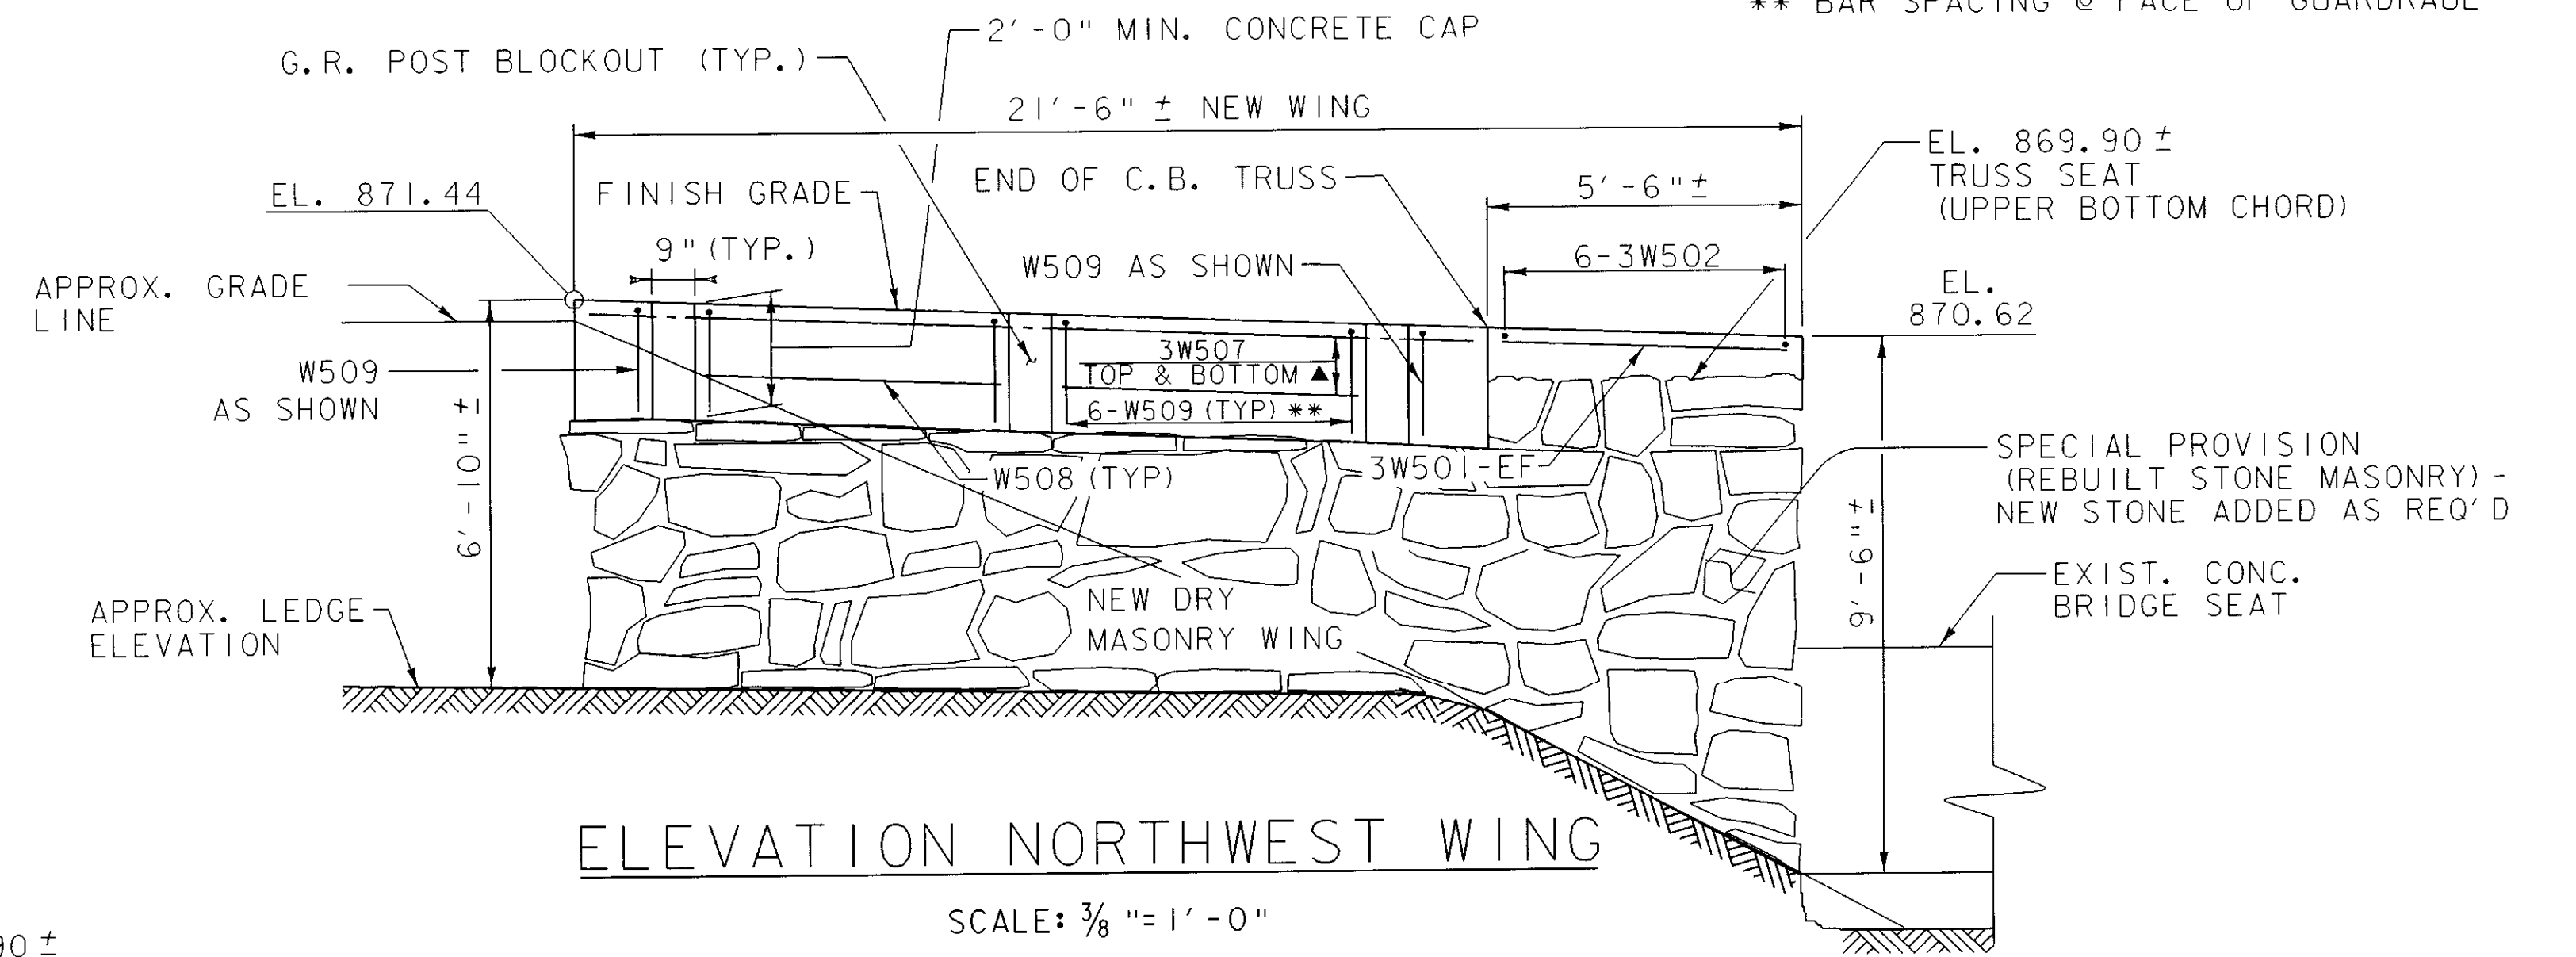 ** BAR SPACING @ FACE OF GUARDRAIL
2'-0" MIN. CONCRETE CAP
G.R. POST BLOCKOUT (TYP.)
21'-6" ± NEW WING
EL. 869.90 ±
TRUSS SEAT
(UPPER BOTTOM CHORD)
END OF C.B. TRUSS
5'-6"±
EL. 871.44
FINISH GRADE
9"(TYP.)
W509 AS SHOWN
6-3W502
EL.
870.62
APPROX. GRADE
LINE
3W507
TOP & BOTTOM ▲
6-W509 (TYP) **
W509
AS SHOWN
6'-10" ±
W508 (TYP)
3W501-EF
SPECIAL PROVISION
(REBUILT STONE MASONRY)-
NEW STONE ADDED AS REQ'D
9'-6"±
NEW DRY
MASONRY WING
EXIST. CONC.
BRIDGE SEAT
APPROX. LEDGE
ELEVATION
ELEVATION NORTHWEST WING
SCALE: ⅜ "= 1'-0"
90 ±